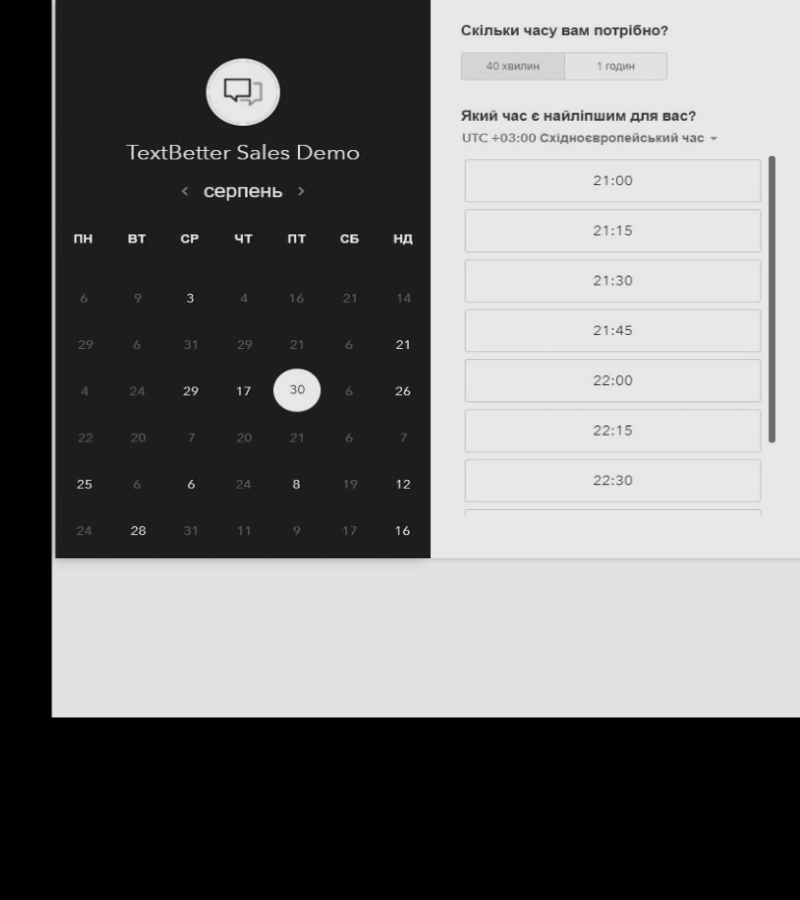 TextBetter Sales Demo
< серпень >
ПН ВТ СР ЧТ ПТ СБ НД
6 9 3 4 16 21 14
29 6 31 29 21 6 21
4 24 29 17 30 6 26
22 20 7 20 21 6 7
25 6 6 24 8 19 12
24 28 31 11 9 17 16
Скільки часу вам потрібно?
40 хвилин 1 годин
Який час є найліпшим для вас?
UTC +03:00 Східноєвропейський час
21:00
21:15
21:30
21:45
22:00
22:15
22:30